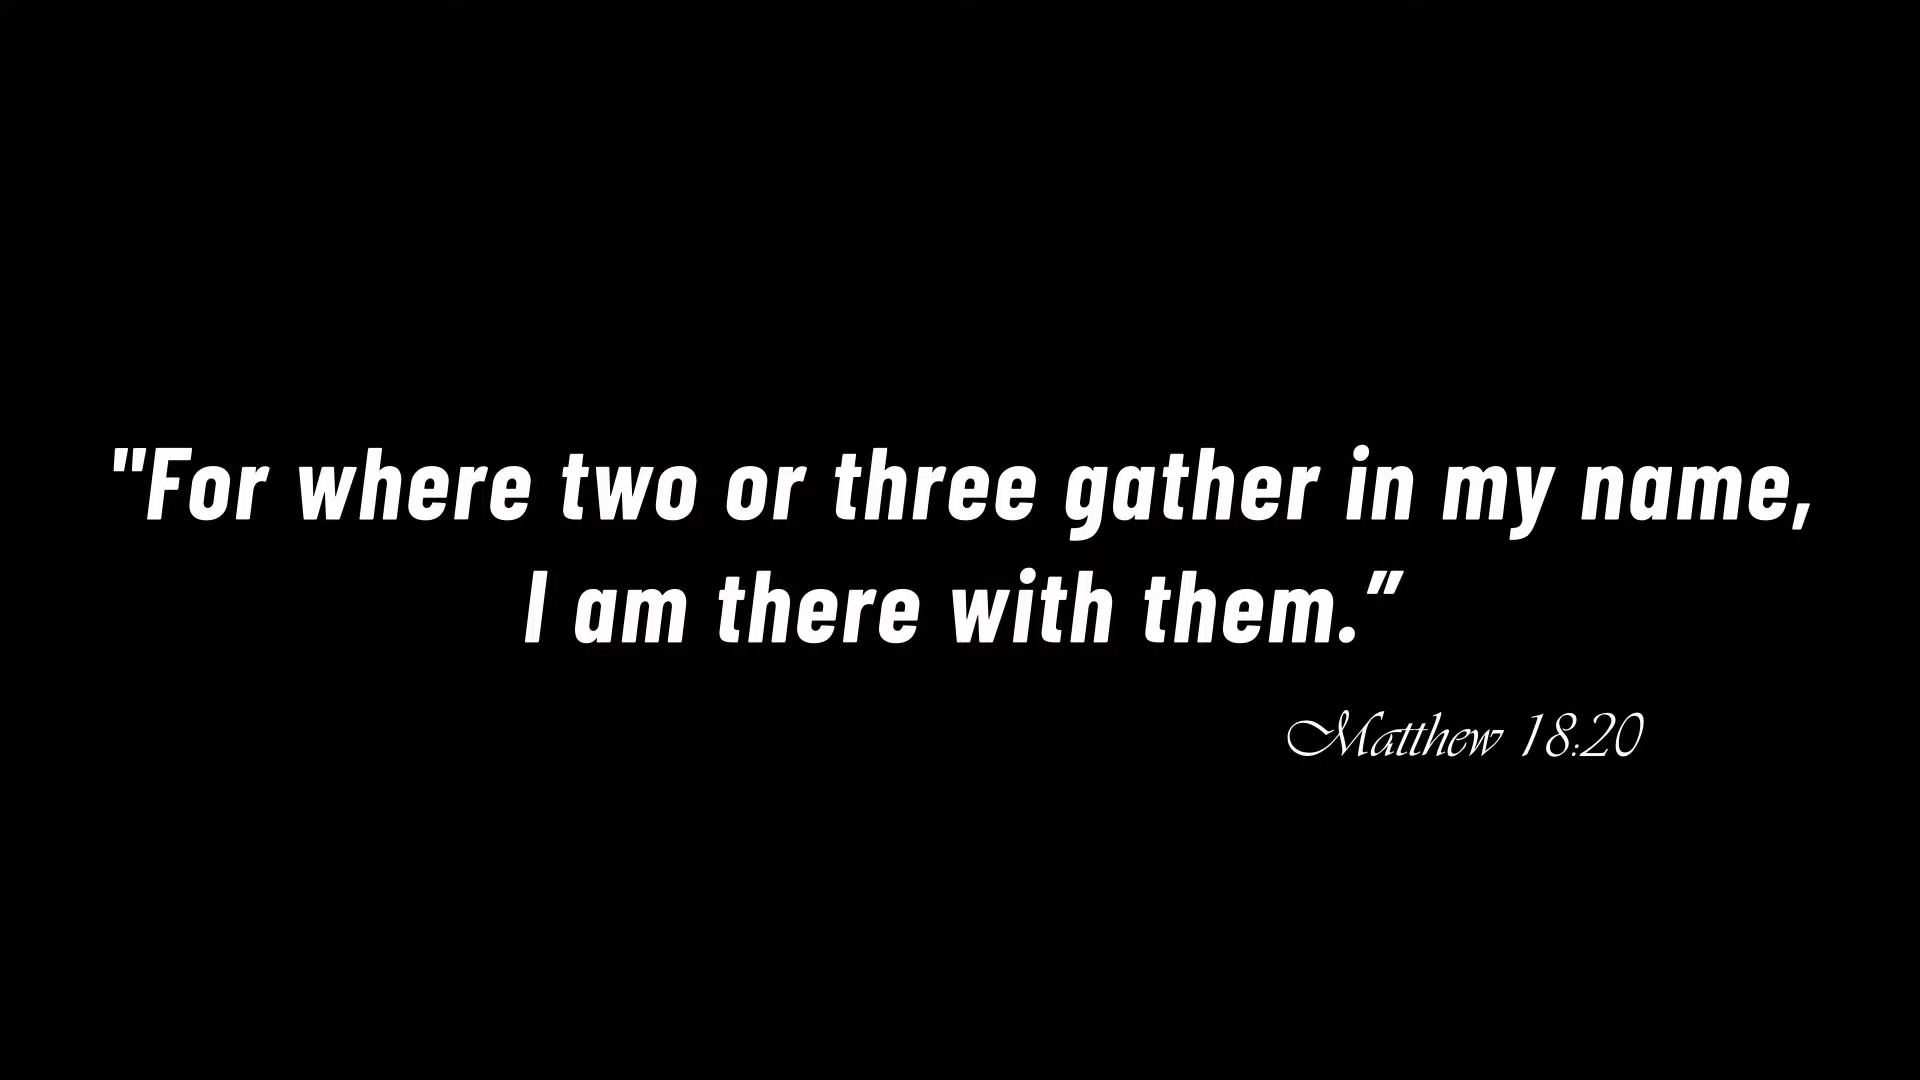 "For where two or three gather in my name,
I am there with them.”
Matthew 18:20